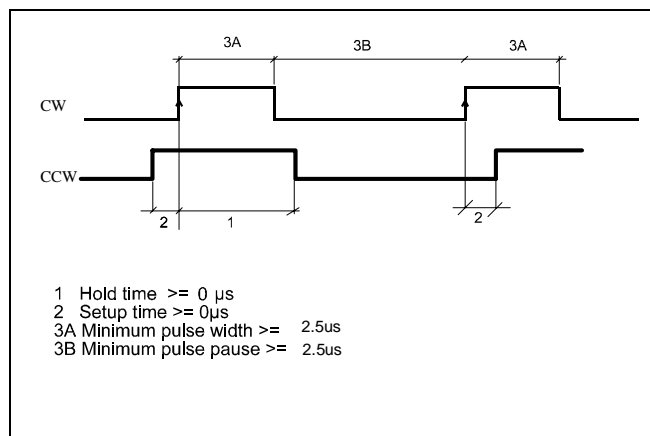 3A 3B 3A
CW
CCW
2 1 2
1 Hold time >= 0 µs
2 Setup time >= 0µs
3A Minimum pulse width >= 2.5us
3B Minimum pulse pause >= 2.5us